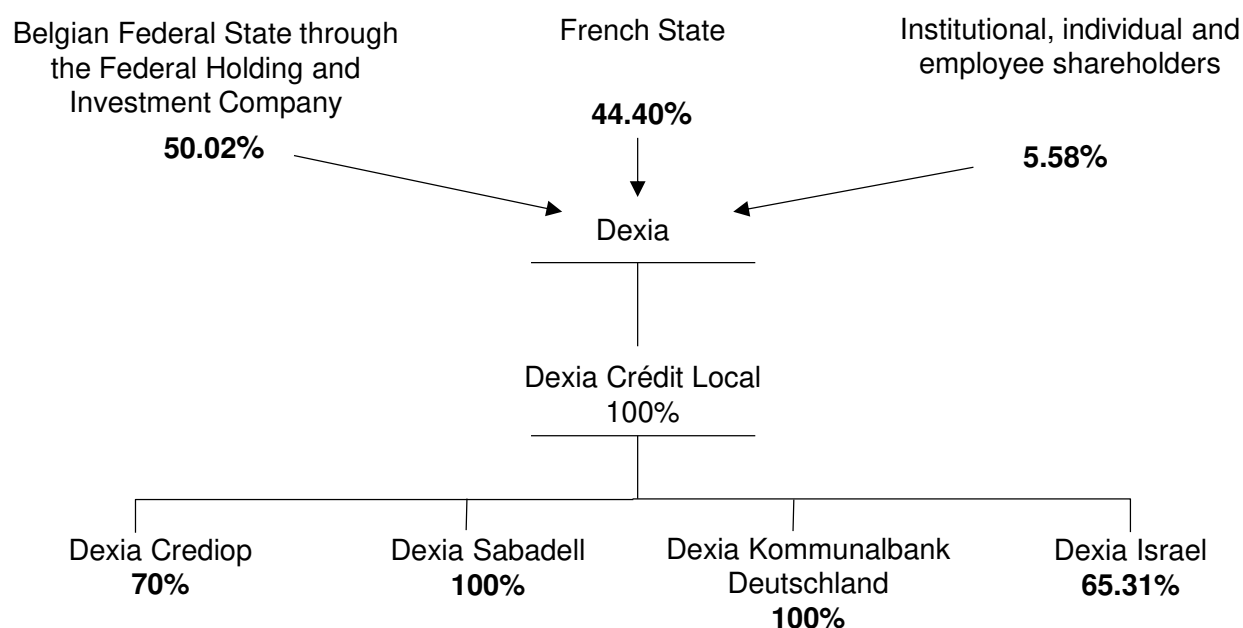 Belgian Federal State through
the Federal Holding and
Investment Company
50.02%
French State
44.40%
Institutional, individual and
employee shareholders
5.58%
Dexia
Dexia Crédit Local
100%
Dexia Crediop
70%
Dexia Sabadell
100%
Dexia Kommunalbank
Deutschland
100%
Dexia Israel
65.31%